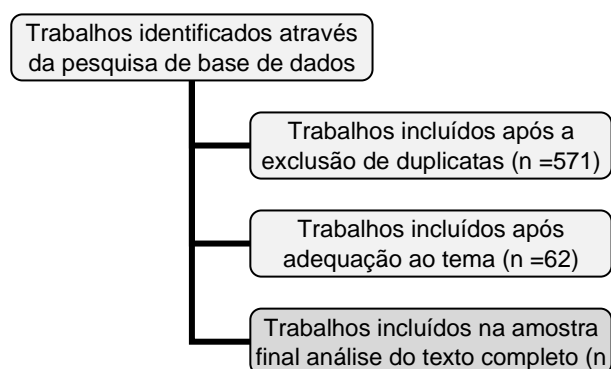 Trabalhos identificados através
da pesquisa de base de dados
Trabalhos incluídos após a
exclusão de duplicatas (n =571)
Trabalhos incluídos após
adequação ao tema (n =62)
Trabalhos incluídos na amostra
final análise do texto completo (n